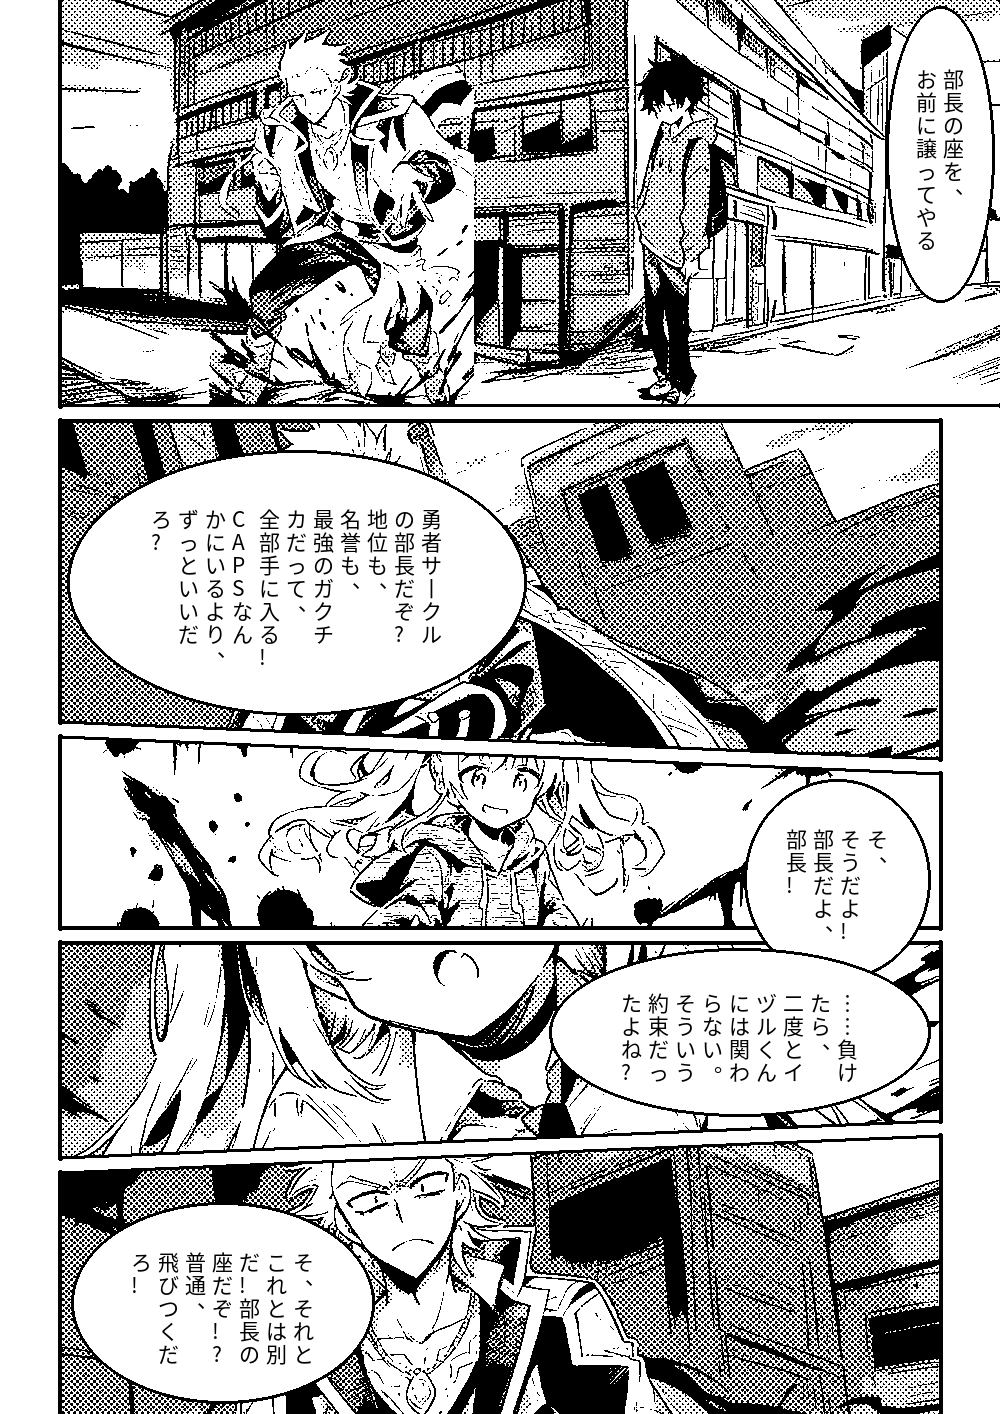 部長の座を、
お前に譲ってやる
勇者サークル
の部長だぞ?
地位も、
名誉も、
最強のガクチ
カだって、
全部手に入る!
CAPSなん
かにいるより、
ずっといいだ
ろ?
そ、
そうだよ!
部長だよ、
部長!
……負け
たら、
二度とイ
ヅルくん
には関わ
らない。
そういう
約束だっ
たよね?
そ、それと
これとは別
だ!部長の
座だぞ!?
普通、
飛びつくだ
ろ!